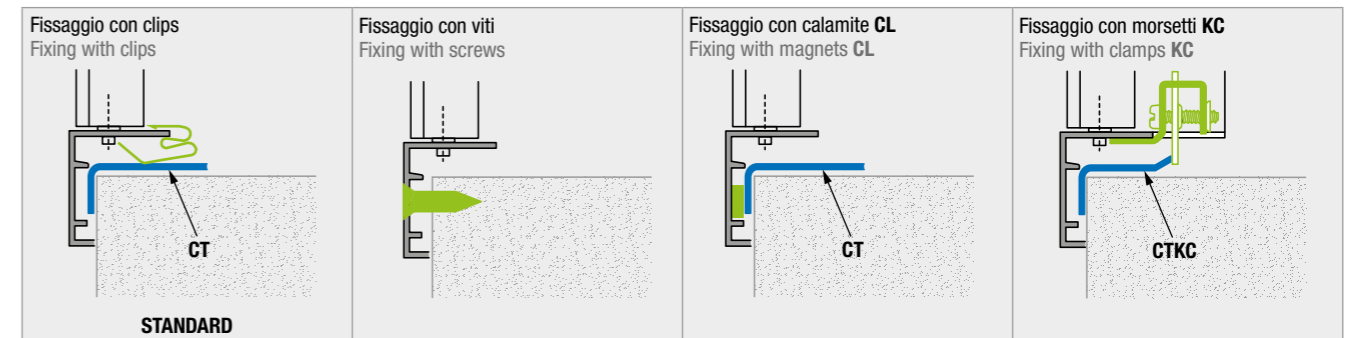 Fissaggio con clips
Fixing with clips
CT
STANDARD
Fissaggio con viti
Fixing with screws
Fissaggio con calamite CL
Fixing with magnets CL
CT
Fissaggio con morsetti KC
Fixing with clamps KC
CTKC